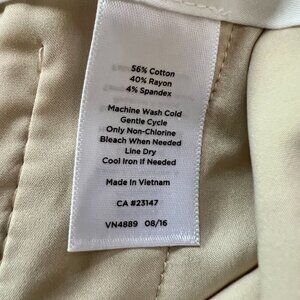 56% Cotton
40% Rayon
4% Spandex
Machine Wash Cold
Gentle Cycle
Only Non-Chlorine
Bleach When Needed
Line Dry
Cool Iron If Needed
Made In Vietnam
CA #23147
VN4889 08/16